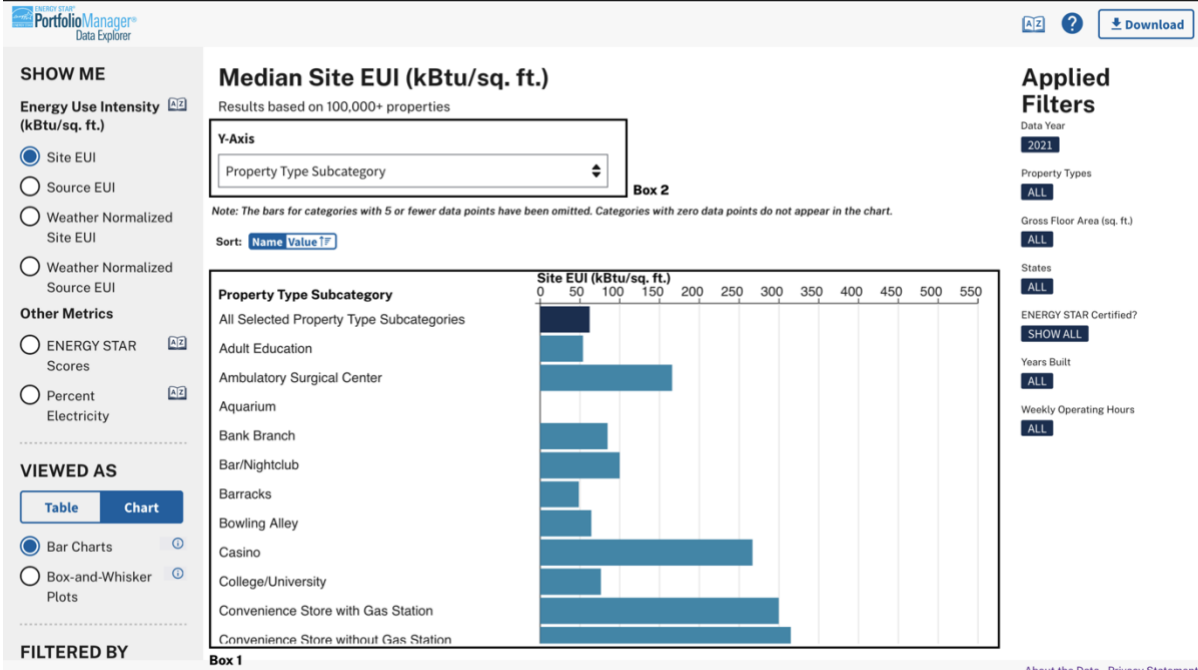 ENERGY STAR®
PortfolioManager®
Data Explorer
A Z
?
Download
SHOW ME
Energy Use Intensity A Z
(kBtu/sq. ft.)
Site EUI
Source EUI
Weather Normalized
Site EUI
Weather Normalized
Source EUI
Other Metrics
ENERGY STAR A Z
Scores
Percent A Z
Electricity
VIEWED AS
Table Chart
Bar Charts
Box-and-Whisker
Plots
FILTERED BY
Median Site EUI (kBtu/sq. ft.)
Results based on 100,000+ properties
Y-Axis
Property Type Subcategory
Box 2
Note: The bars for categories with 5 or fewer data points have been omitted. Categories with zero data points do not appear in the chart.
Sort: Name Value
Site EUI (kBtu/sq. ft.)
Property Type Subcategory
0 50 100 150 200 250 300 350 400 450 500 550
All Selected Property Type Subcategories
Adult Education
Ambulatory Surgical Center
Aquarium
Bank Branch
Bar/Nightclub
Barracks
Bowling Alley
Casino
College/University
Convenience Store with Gas Station
Convenience Store without Gas Station
Box 1
Applied
Filters
Data Year
2021
Property Types
ALL
Gross Floor Area (sq. ft.)
ALL
States
ALL
ENERGY STAR Certified?
SHOW ALL
Years Built
ALL
Weekly Operating Hours
ALL
About the Data · Privacy Statement